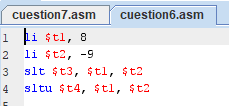 cuestion7.asm cuestion6.asm
1 li $t1, 8
2 li $t2, -9
3 slt $t3, $t1, $t2
4 sltu $t4, $t1, $t2